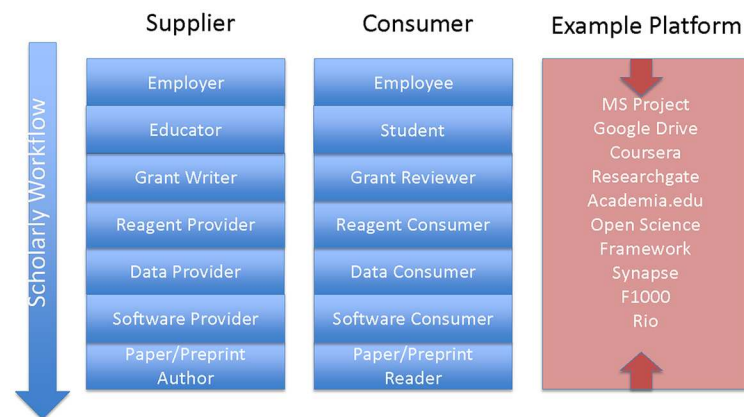 Supplier
Consumer
Example Platform
Scholarly Workflow
Employer
Educator
Grant Writer
Reagent Provider
Data Provider
Software Provider
Paper/Preprint
Author
Employee
Student
Grant Reviewer
Reagent Consumer
Data Consumer
Software Consumer
Paper/Preprint
Reader
MS Project
Google Drive
Coursera
Researchgate
Academia.edu
Open Science
Framework
Synapse
F1000
Rio